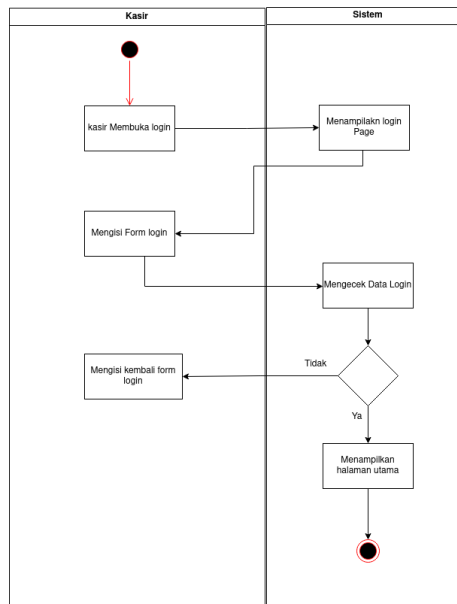 Kasir
Sistem
kasir Membuka login
Menampilakn login
Page
Mengisi Form login
Mengecek Data Login
Tidak
Mengisi kembali form
login
Ya
Menampilkan
halaman utama